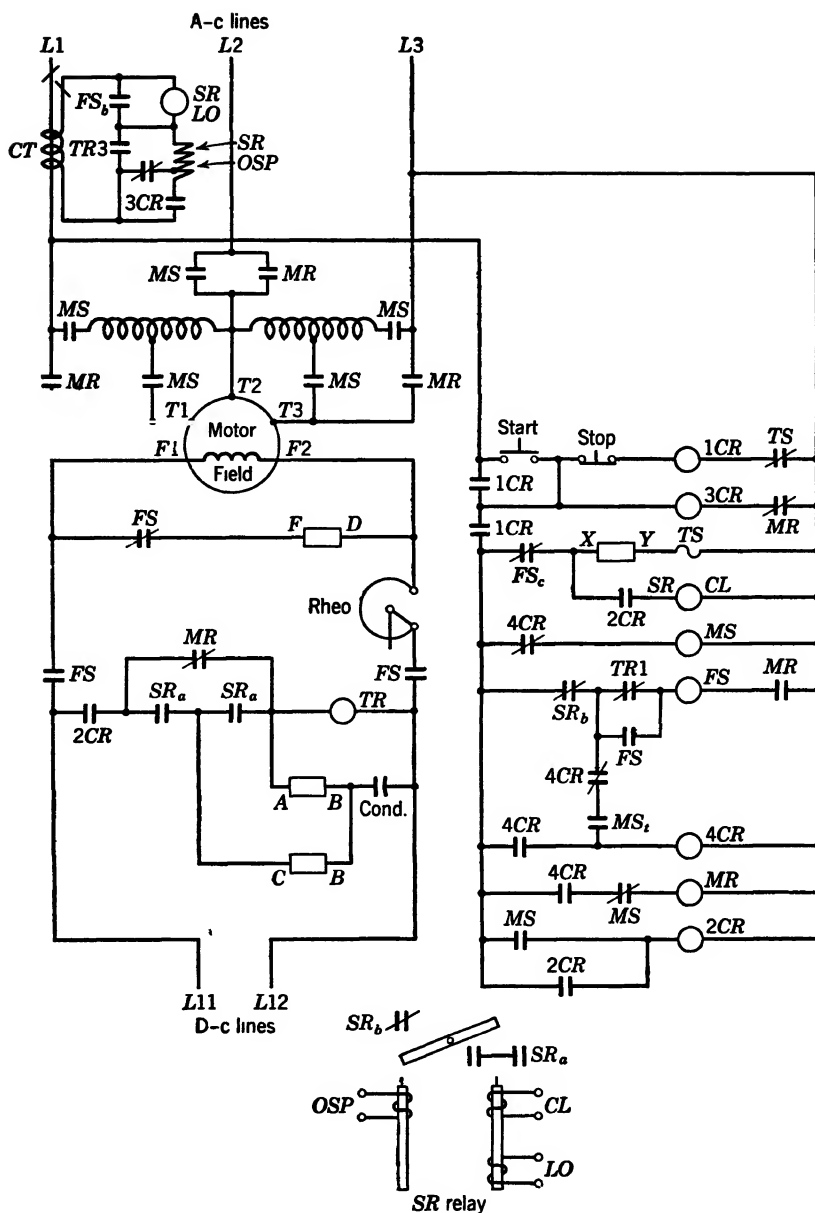 A-c lines
L1 L2 L3
FSb SR
LO
CT TR3 SR
OSP
3CR
MS MR
MS MS
MR MS T2 MS MR
T1 T3
Motor
F1 F2
Field
Start Stop 1CR TS
1CR
3CR
MR
1CR
FS F D
X Y TS
FSc
SR CL
2CR
Rheo
4CR MS
MR
FS FS
SRa SRa TR
2CR
TR1 FS MR
SRb
FS
4CR
A B Cond.
MSt
4CR 4CR
C B
4CR MR
MS
MS 2CR
2CR
L11 L12
D-c lines
SRb
SRa
OSP CL
LO
SR relay